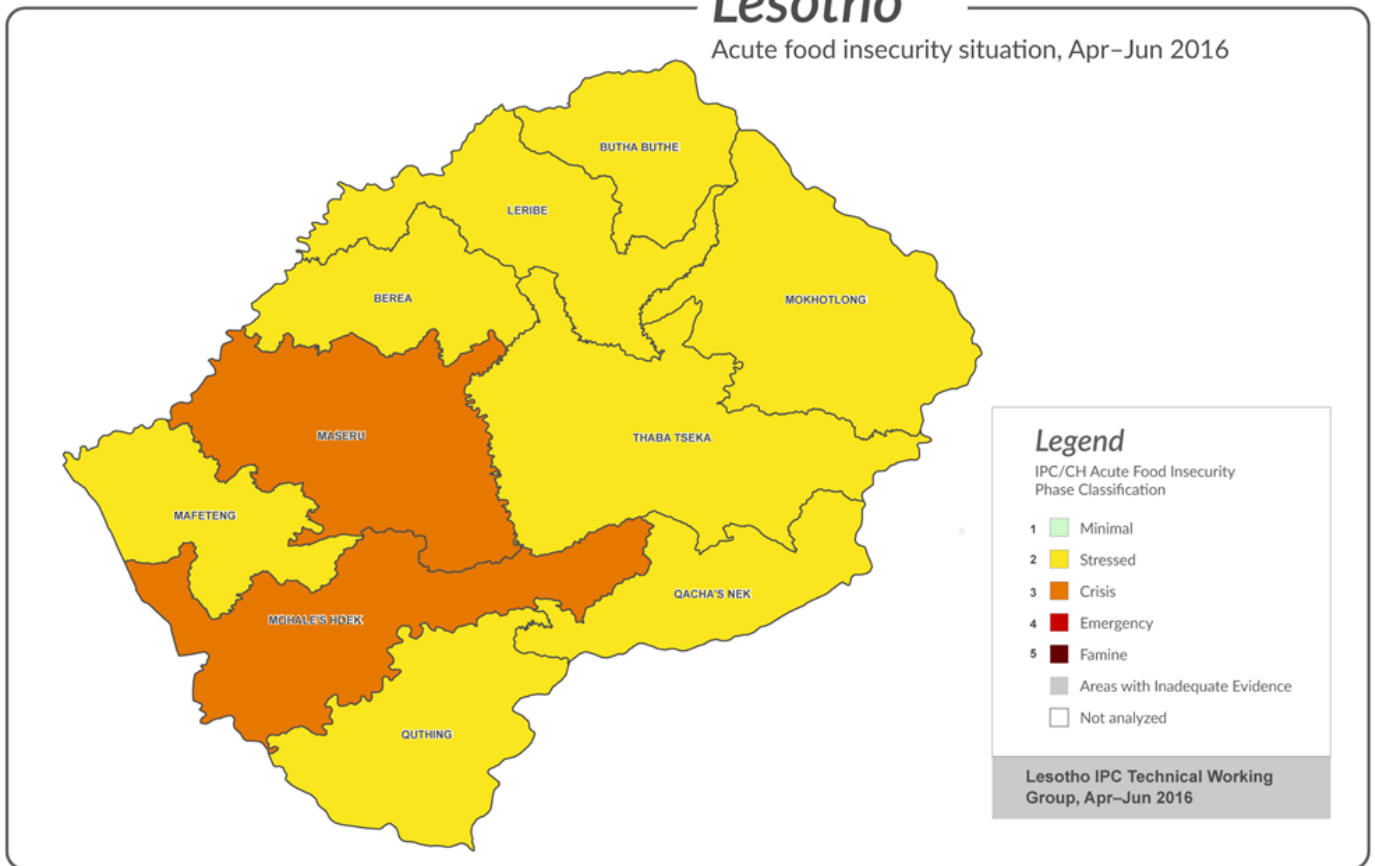 Lesotho
Acute food insecurity situation, Apr–Jun 2016
BUTHA BUTHE
LERIBE
BEREA
MOKHOTLONG
MASERU
THABA TSEKA
MAFETENG
QACHA'S NEK
MOHALE'S HOEK
QUTHING
Legend
IPC/CH Acute Food Insecurity
Phase Classification
1 Minimal
2 Stressed
3 Crisis
4 Emergency
5 Famine
Areas with Inadequate Evidence
Not analyzed
Lesotho IPC Technical Working
Group, Apr–Jun 2016